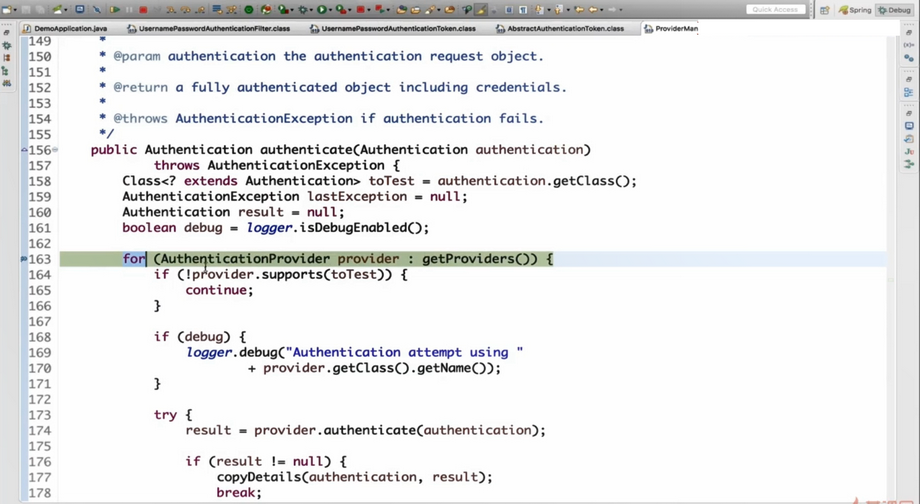 Quick Access
Spring
Debug
DemoApplication.java
UsernamePasswordAuthenticationFilter.class
UsernamePasswordAuthenticationToken.class
AbstractAuthenticationToken.class
ProviderMan
149 *
150 * @param authentication the authentication request object.
151 *
152 * @return a fully authenticated object including credentials.
153 *
154 * @throws AuthenticationException if authentication fails.
155 */
156 public Authentication authenticate(Authentication authentication)
157 throws AuthenticationException {
158 Class<? extends Authentication> toTest = authentication.getClass();
159 AuthenticationException lastException = null;
160 Authentication result = null;
161 boolean debug = logger.isDebugEnabled();
162
163 for (AuthenticationProvider provider : getProviders()) {
164 if (!provider.supports(toTest)) {
165 continue;
166 }
167
168 if (debug) {
169 logger.debug("Authentication attempt using "
170 + provider.getClass().getName());
171 }
172
173 try {
174 result = provider.authenticate(authentication);
175
176 if (result != null) {
177 copyDetails(authentication, result);
178 break;